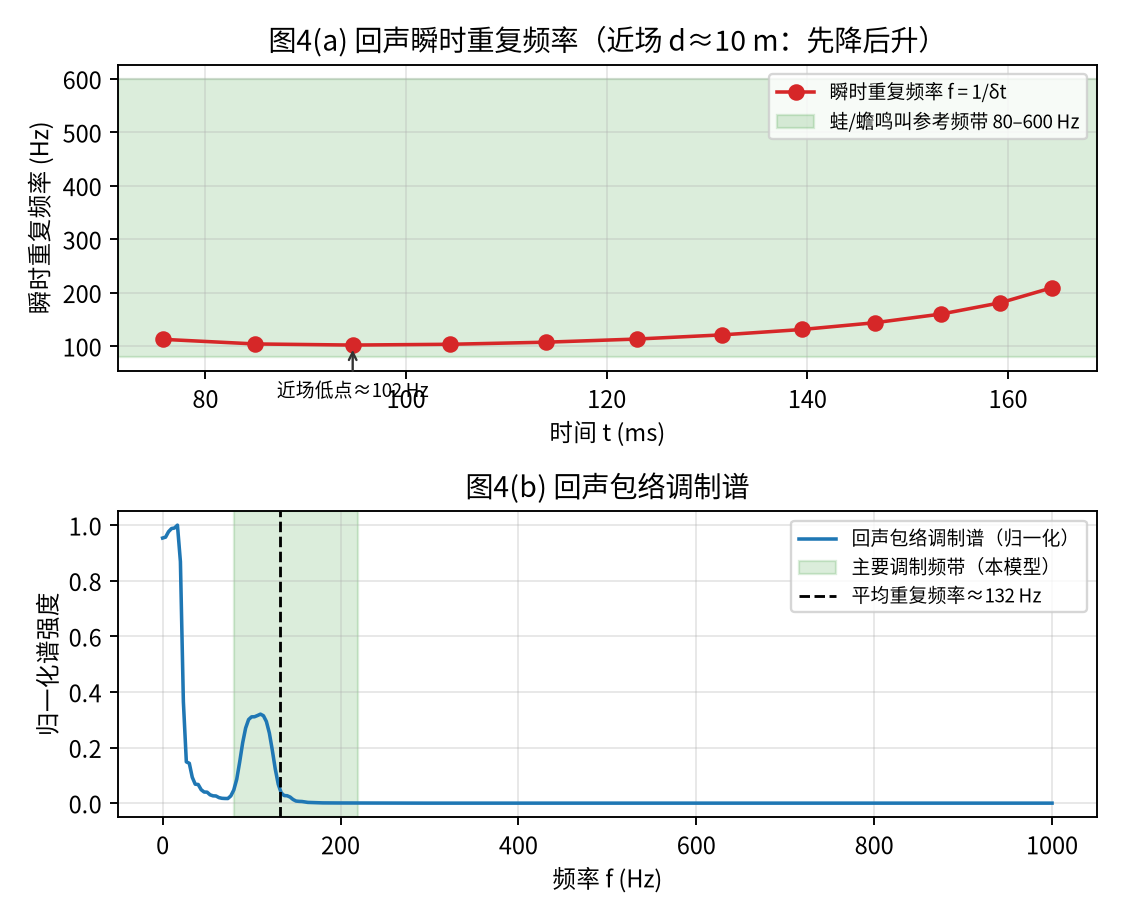 图4(a) 回声瞬时重复频率（近场 d≈10 m：先降后升）
瞬时重复频率 (Hz)
600
500
400
300
200
100
瞬时重复频率 f = 1/δt
蛙/蟾鸣叫参考频带 80–600 Hz
近场低点≈102 Hz
80
100
120
140
160
时间 t (ms)
图4(b) 回声包络调制谱
归一化谱强度
1.0
0.8
0.6
0.4
0.2
0.0
回声包络调制谱（归一化）
主要调制频带（本模型）
平均重复频率≈132 Hz
0
200
400
600
800
1000
频率 f (Hz)